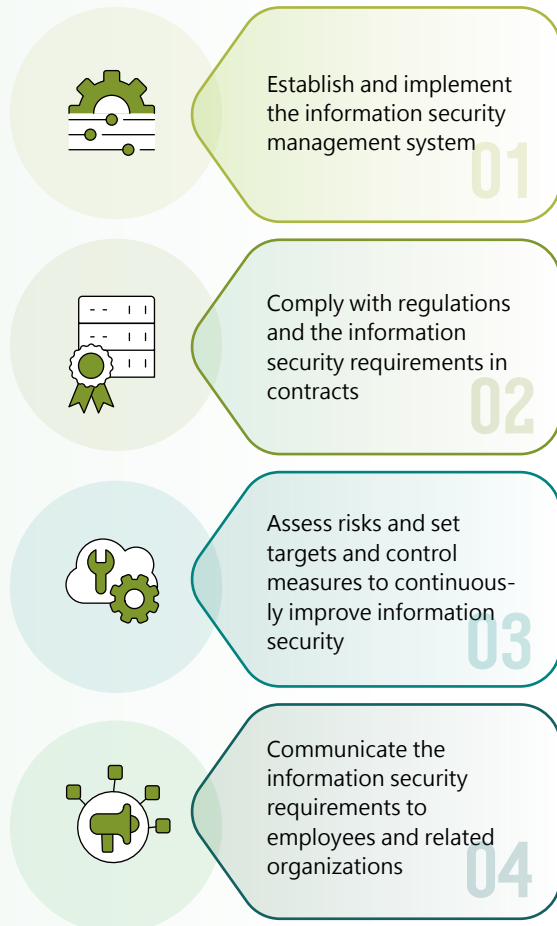 Establish and implement
the information security
management system
01
Comply with regulations
and the information
security requirements in
contracts
02
Assess risks and set
targets and control
measures to continuous-
ly improve information
security
03
Communicate the
information security
requirements to
employees and related
organizations
04